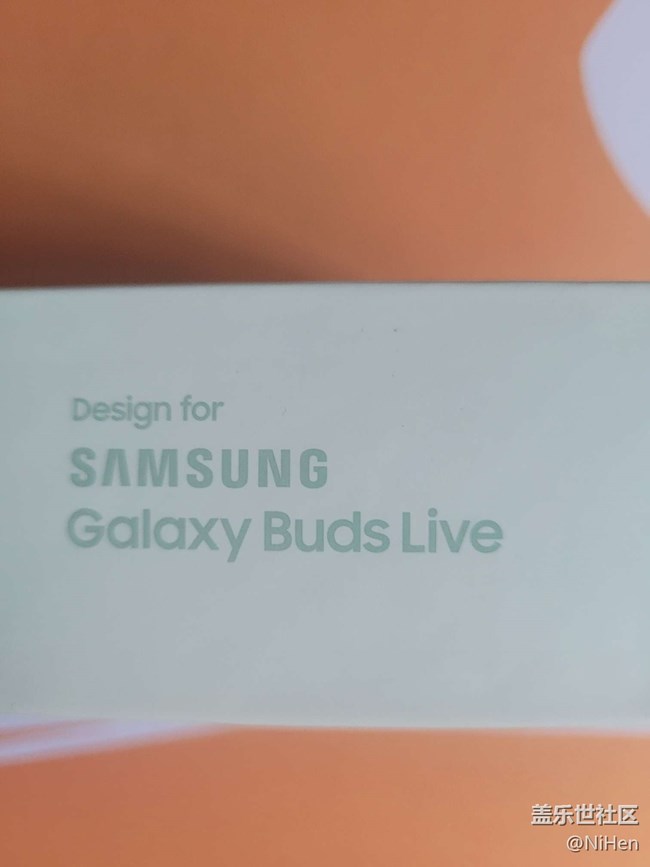 Design for
SAMSUNG
Galaxy Buds Live
盖乐世社区
@NiHen